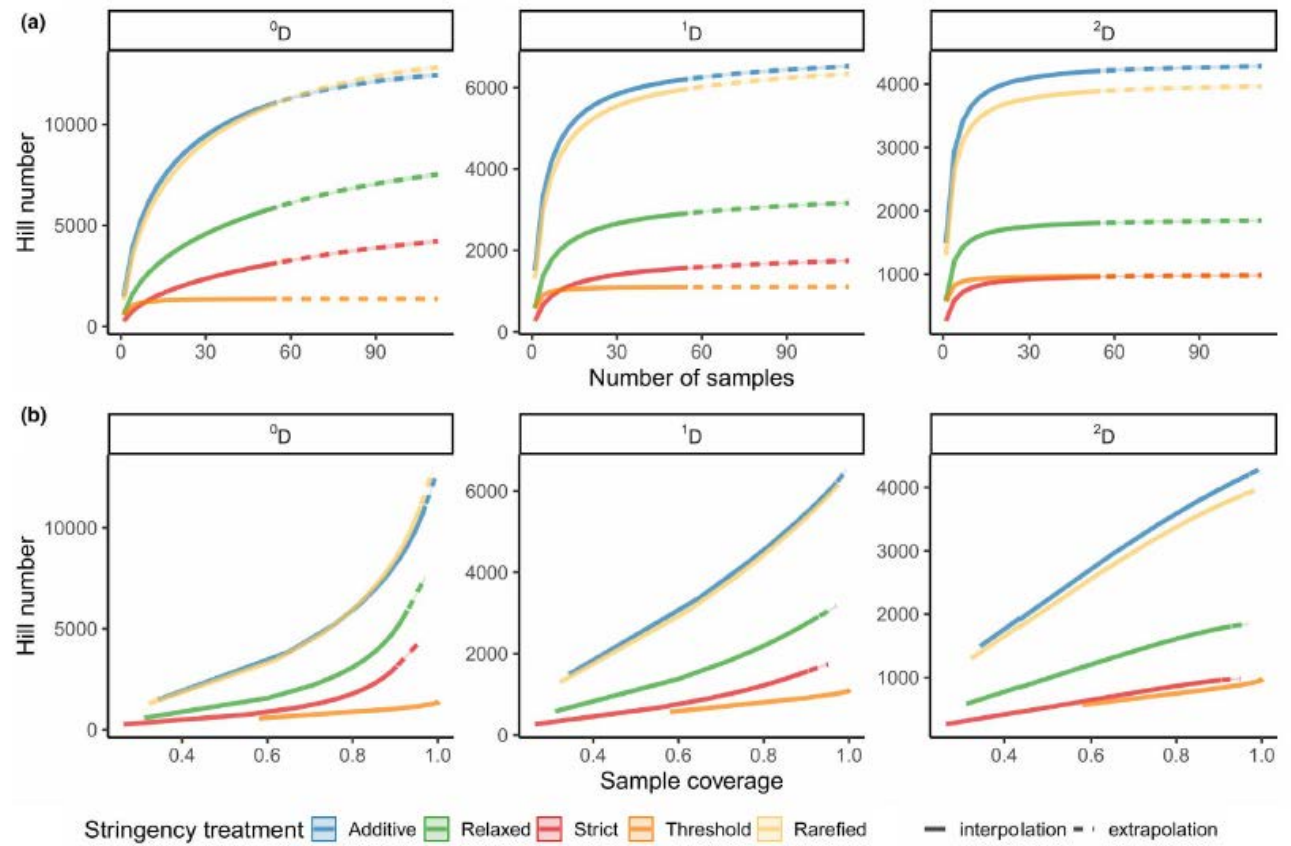 (a)
⁰D
¹D
²D
Hill number
10000
5000
0
6000
4000
2000
0
4000
3000
2000
1000
0 30 60 90
0 30 60 90
0 30 60 90
Number of samples
(b)
⁰D
¹D
²D
Hill number
10000
5000
0
6000
4000
2000
0
4000
3000
2000
1000
0.4 0.6 0.8 1.0
0.4 0.6 0.8 1.0
0.4 0.6 0.8 1.0
Sample coverage
Stringency treatment Additive Relaxed Strict Threshold Rarefied interpolation extrapolation